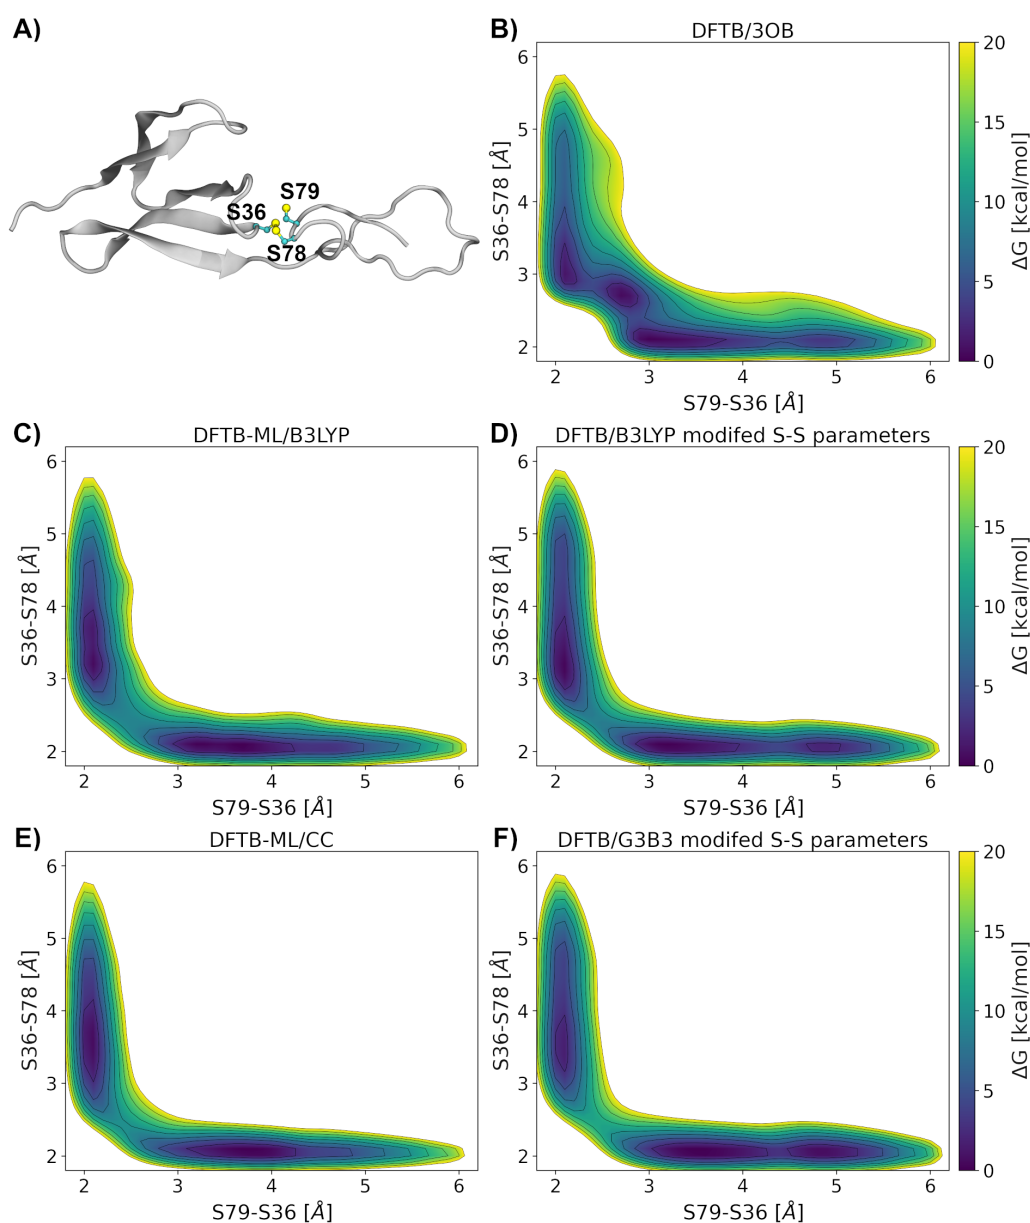 A)
S79
S36
S78
B)
DFTB/3OB
6
5
4
3
2
S36-S78 [Å]
2 3 4 5 6
S79-S36 [Å]
20
15
10
5
0
ΔG [kcal/mol]
C)
DFTB-ML/B3LYP
6
5
4
3
2
S36-S78 [Å]
2 3 4 5 6
S79-S36 [Å]
D)
DFTB/B3LYP modifed S-S parameters
6
5
4
3
2
S36-S78 [Å]
2 3 4 5 6
S79-S36 [Å]
20
15
10
5
0
ΔG [kcal/mol]
E)
DFTB-ML/CC
6
5
4
3
2
S36-S78 [Å]
2 3 4 5 6
S79-S36 [Å]
F)
DFTB/G3B3 modifed S-S parameters
6
5
4
3
2
S36-S78 [Å]
2 3 4 5 6
S79-S36 [Å]
20
15
10
5
0
ΔG [kcal/mol]